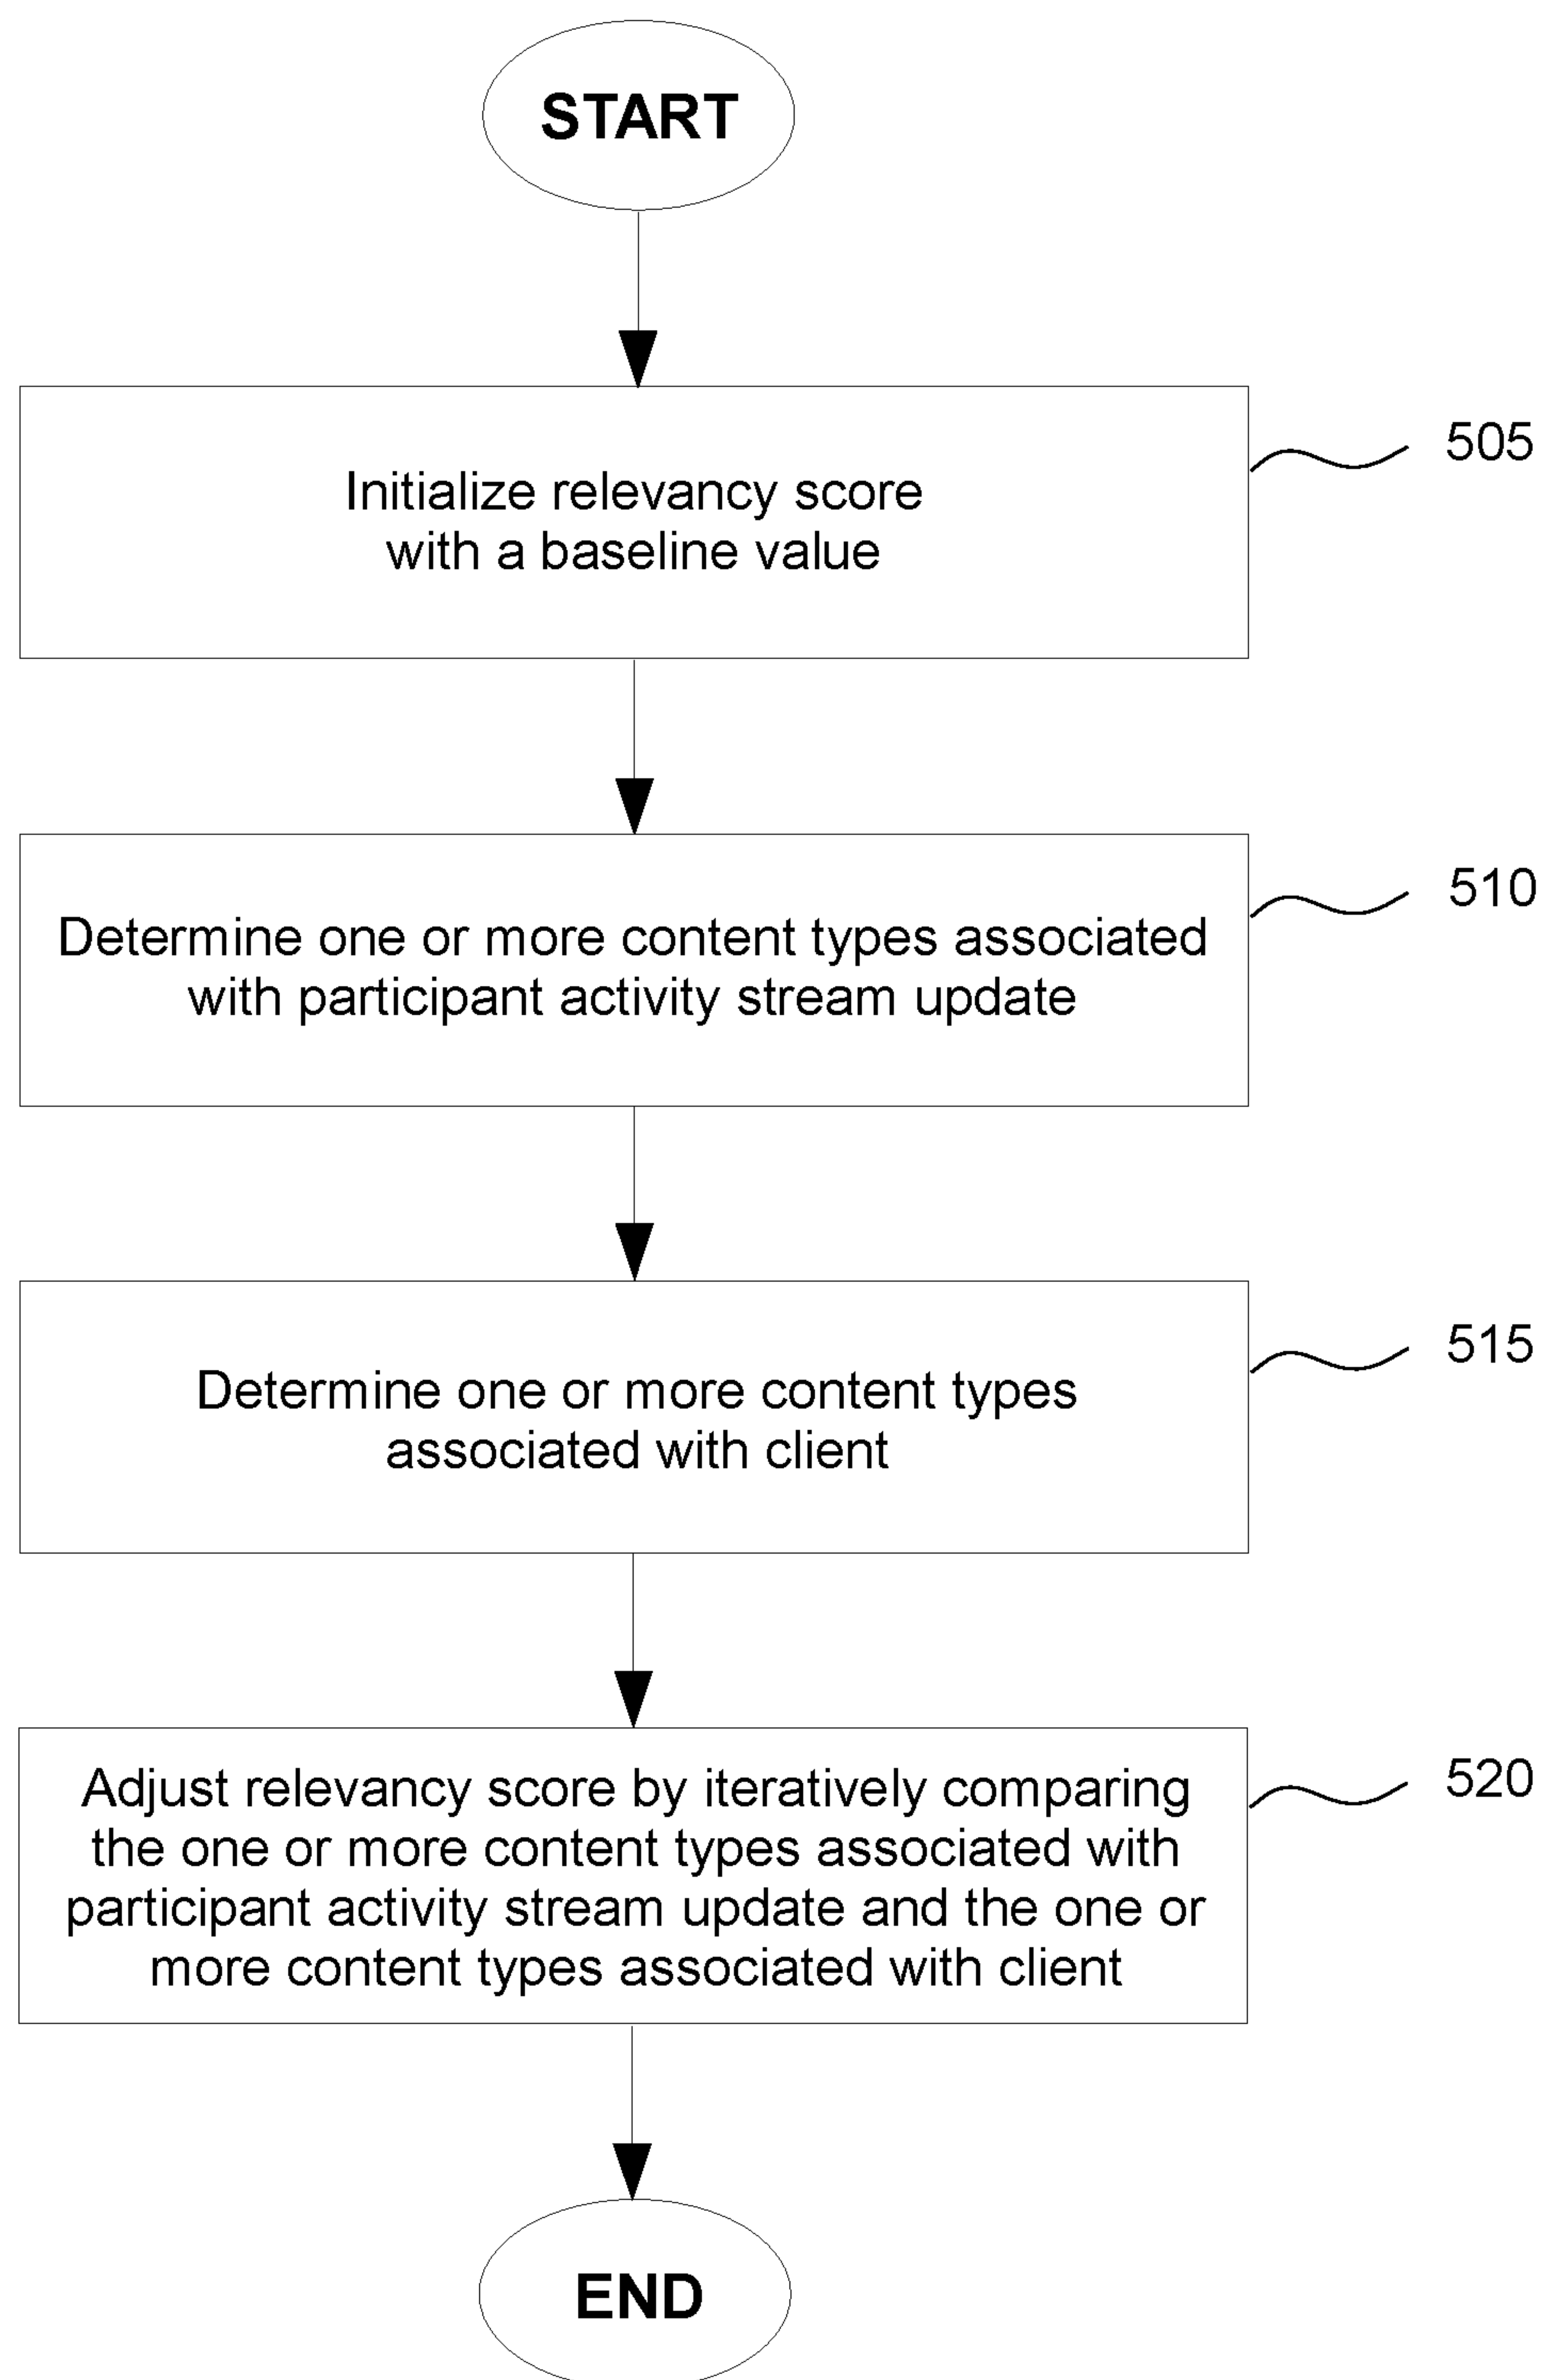 START
Initialize relevancy score
with a baseline value
505
Determine one or more content types associated
with participant activity stream update
510
Determine one or more content types
associated with client
515
Adjust relevancy score by iteratively comparing
the one or more content types associated with
participant activity stream update and the one or
more content types associated with client
520
END